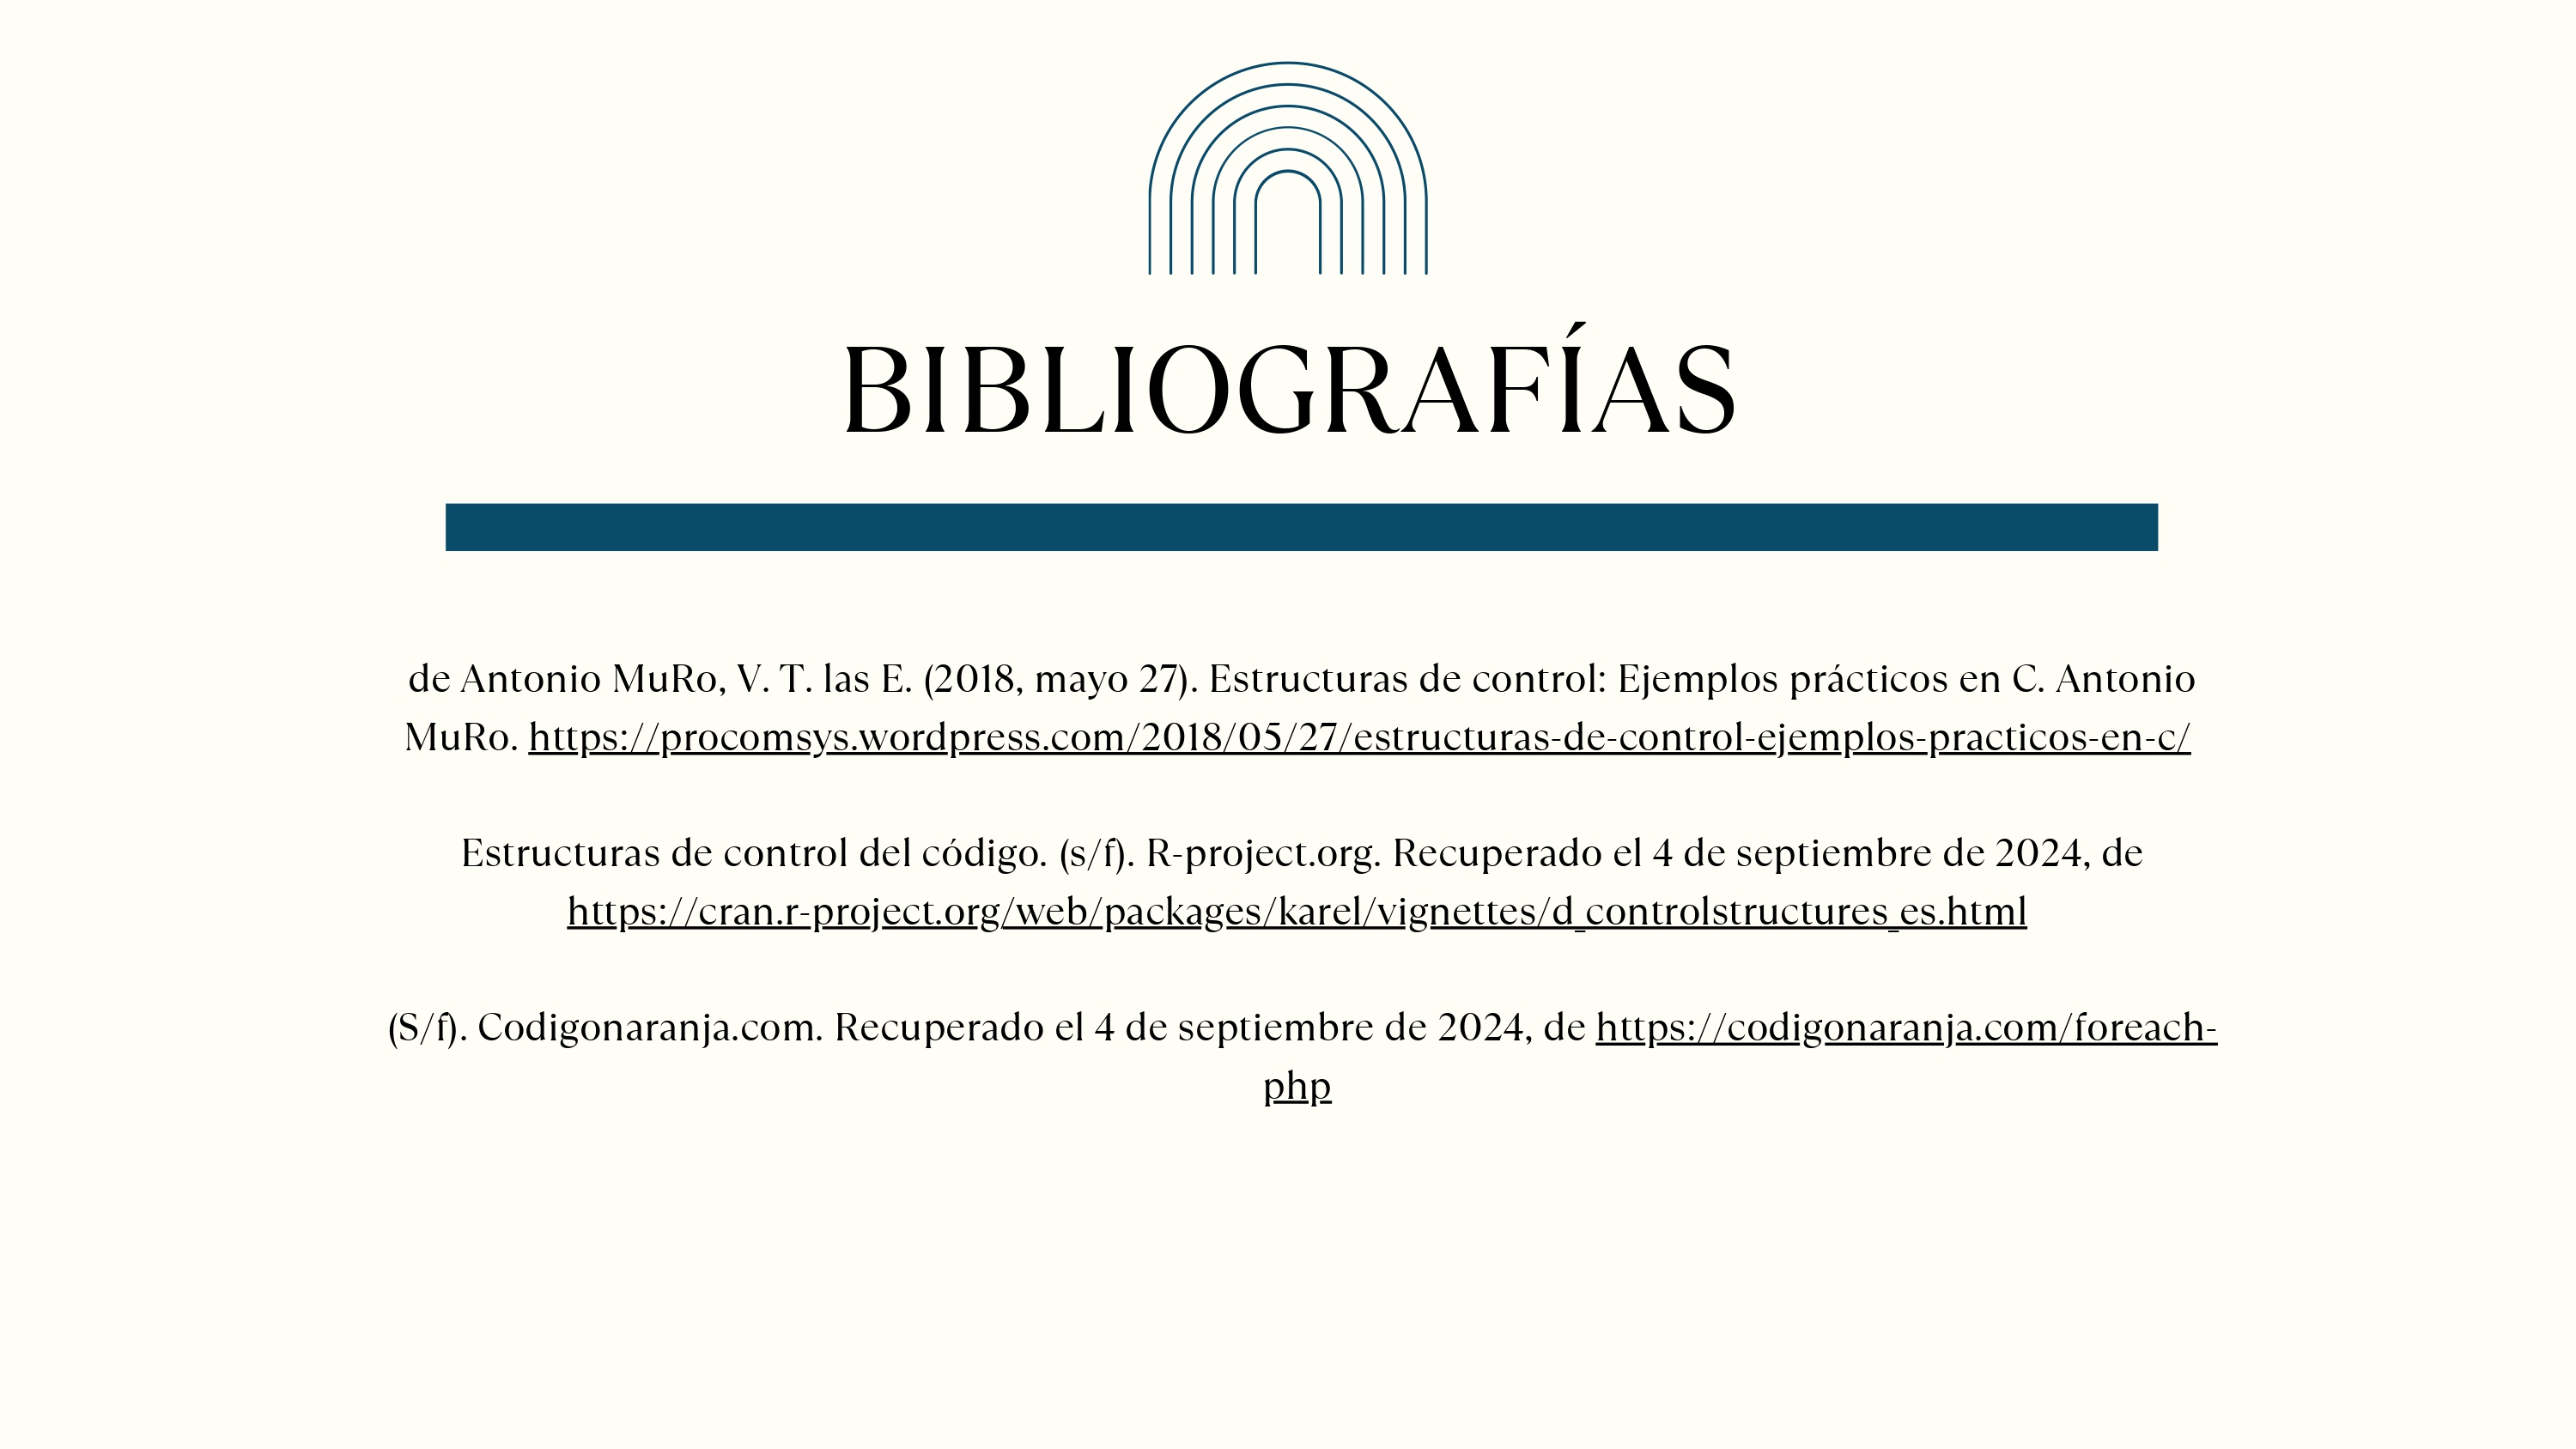 BIBLIOGRAFÍAS
de Antonio MuRo, V. T. las E. (2018, mayo 27). Estructuras de control: Ejemplos prácticos en C. Antonio
MuRo. https://procomsys.wordpress.com/2018/05/27/estructuras-de-control-ejemplos-practicos-en-c/
Estructuras de control del código. (s/f). R-project.org. Recuperado el 4 de septiembre de 2024, de
https://cran.r-project.org/web/packages/karel/vignettes/d_controlstructures_es.html
(S/f). Codigonaranja.com. Recuperado el 4 de septiembre de 2024, de https://codigonaranja.com/foreach-
php